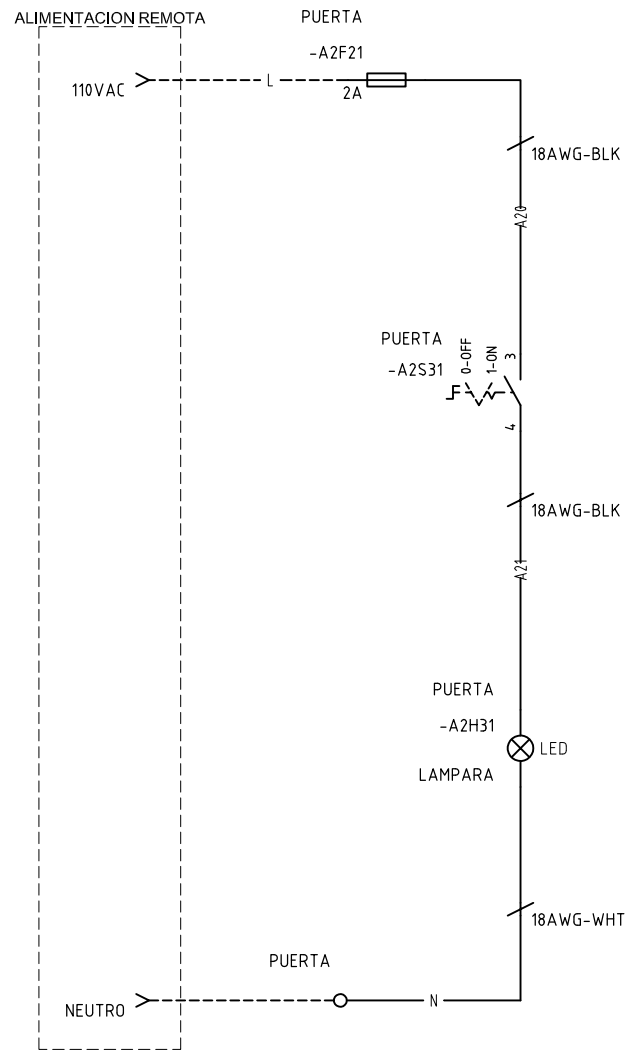 ALIMENTACION REMOTA
PUERTA
-A2F21
110VAC
L
2A
18AWG-BLK
A20
PUERTA
-A2S31
0-OFF
1-ON
3
4
18AWG-BLK
A21
PUERTA
-A2H31
LED
LAMPARA
18AWG-WHT
PUERTA
NEUTRO
N